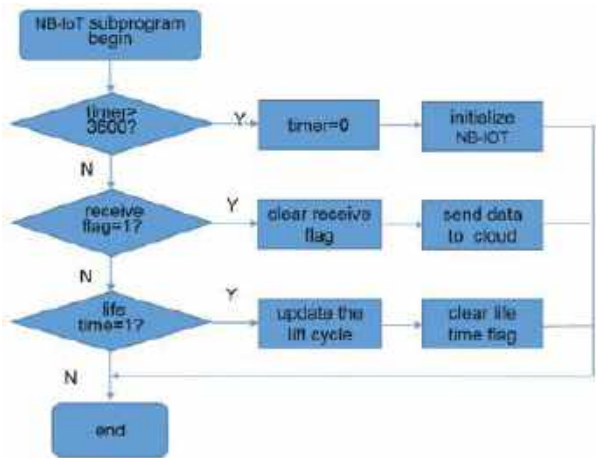 NB-IoT subprogram
begin
timer>
3600?
Y
timer=0
initialize
NB-IOT
N
receive
flag=1?
Y
clear receive
flag
send data
to cloud
N
life
time=1?
Y
update the
lift cycle
clear life
time flag
N
end